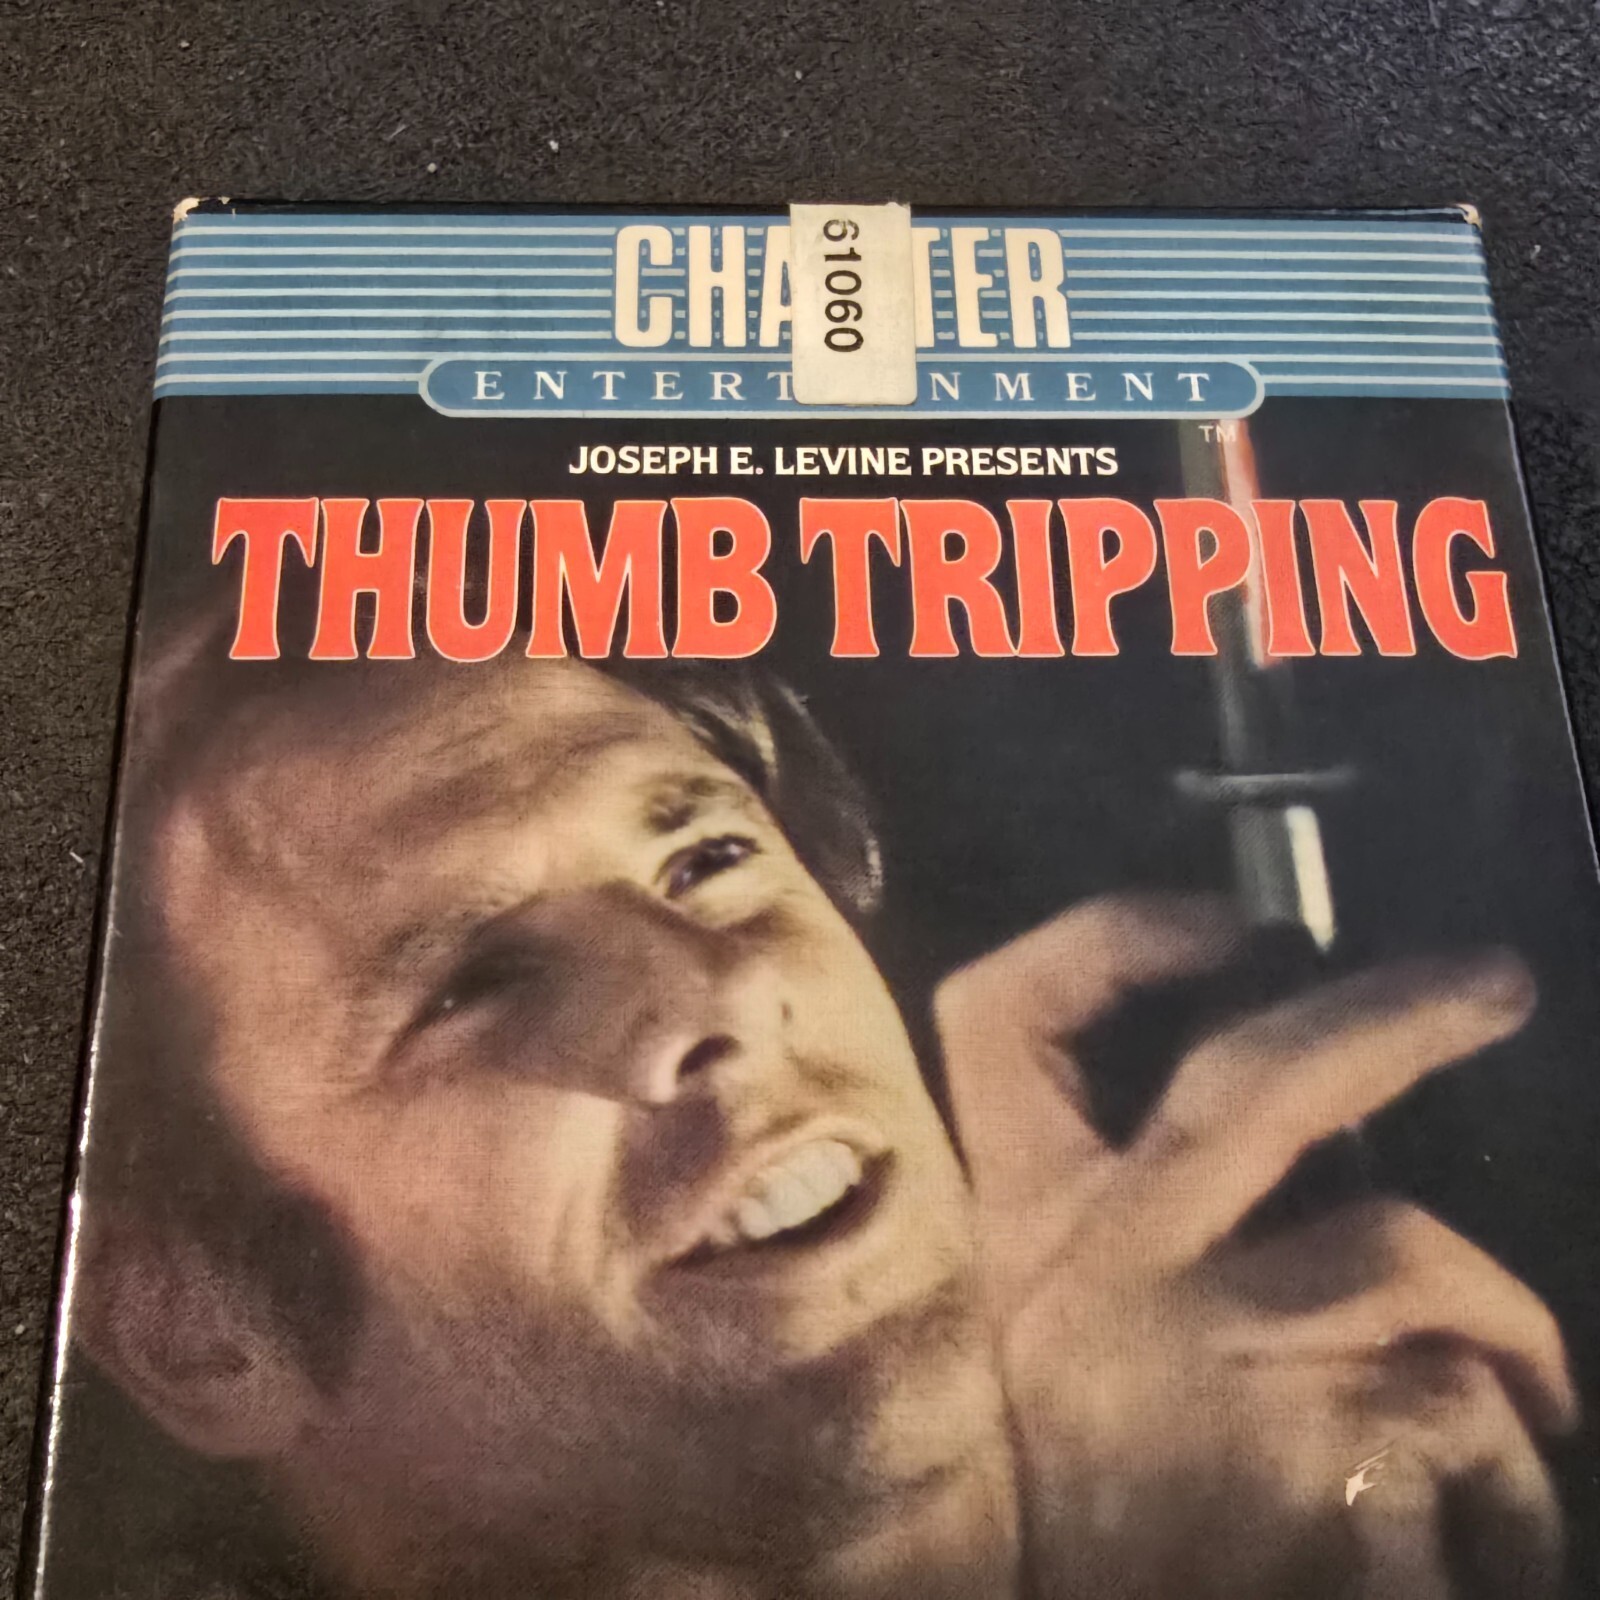 CHA TER
61060
ENTERT NMENT
TM
JOSEPH E. LEVINE PRESENTS
THUMB TRIPPING